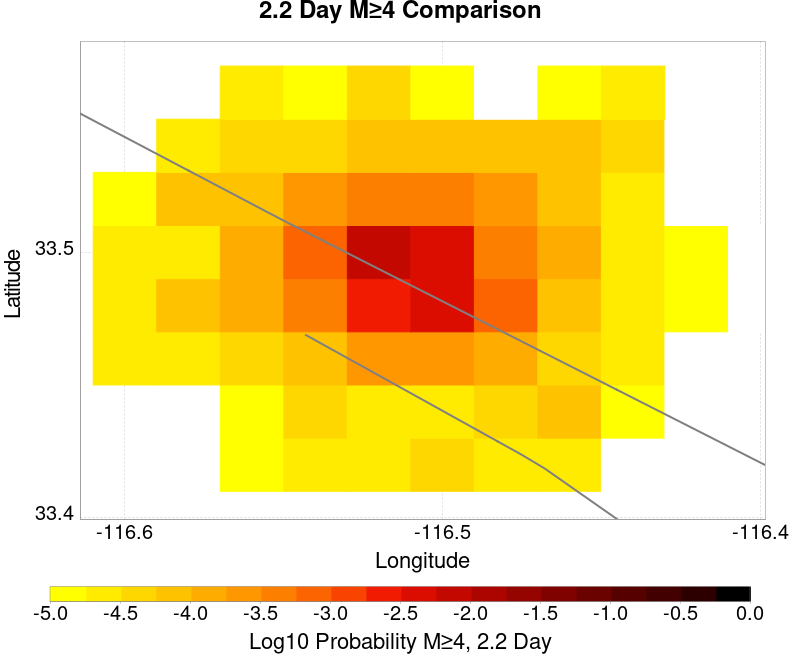 2.2 Day M≥4 Comparison
Latitude
33.5
33.4
-116.6 -116.5 -116.4
Longitude
-5.0 -4.5 -4.0 -3.5 -3.0 -2.5 -2.0 -1.5 -1.0 -0.5 0.0
Log10 Probability M≥4, 2.2 Day